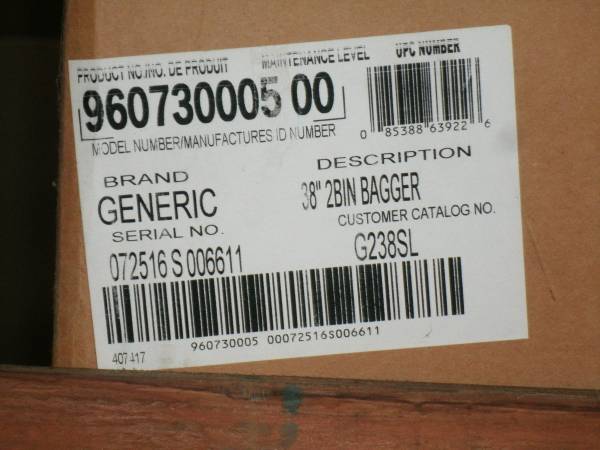 PRODUCT NO./NO. DE PRODUIT MAINTENANCE LEVEL UPC NUMBER
960730005 00
MODEL NUMBER/MANUFACTURES ID NUMBER
0 85388 63922 6
BRAND DESCRIPTION
GENERIC 38" 2BIN BAGGER
SERIAL NO. CUSTOMER CATALOG NO.
072516 S 006611 G238SL
960730005 00072516S006611
407417